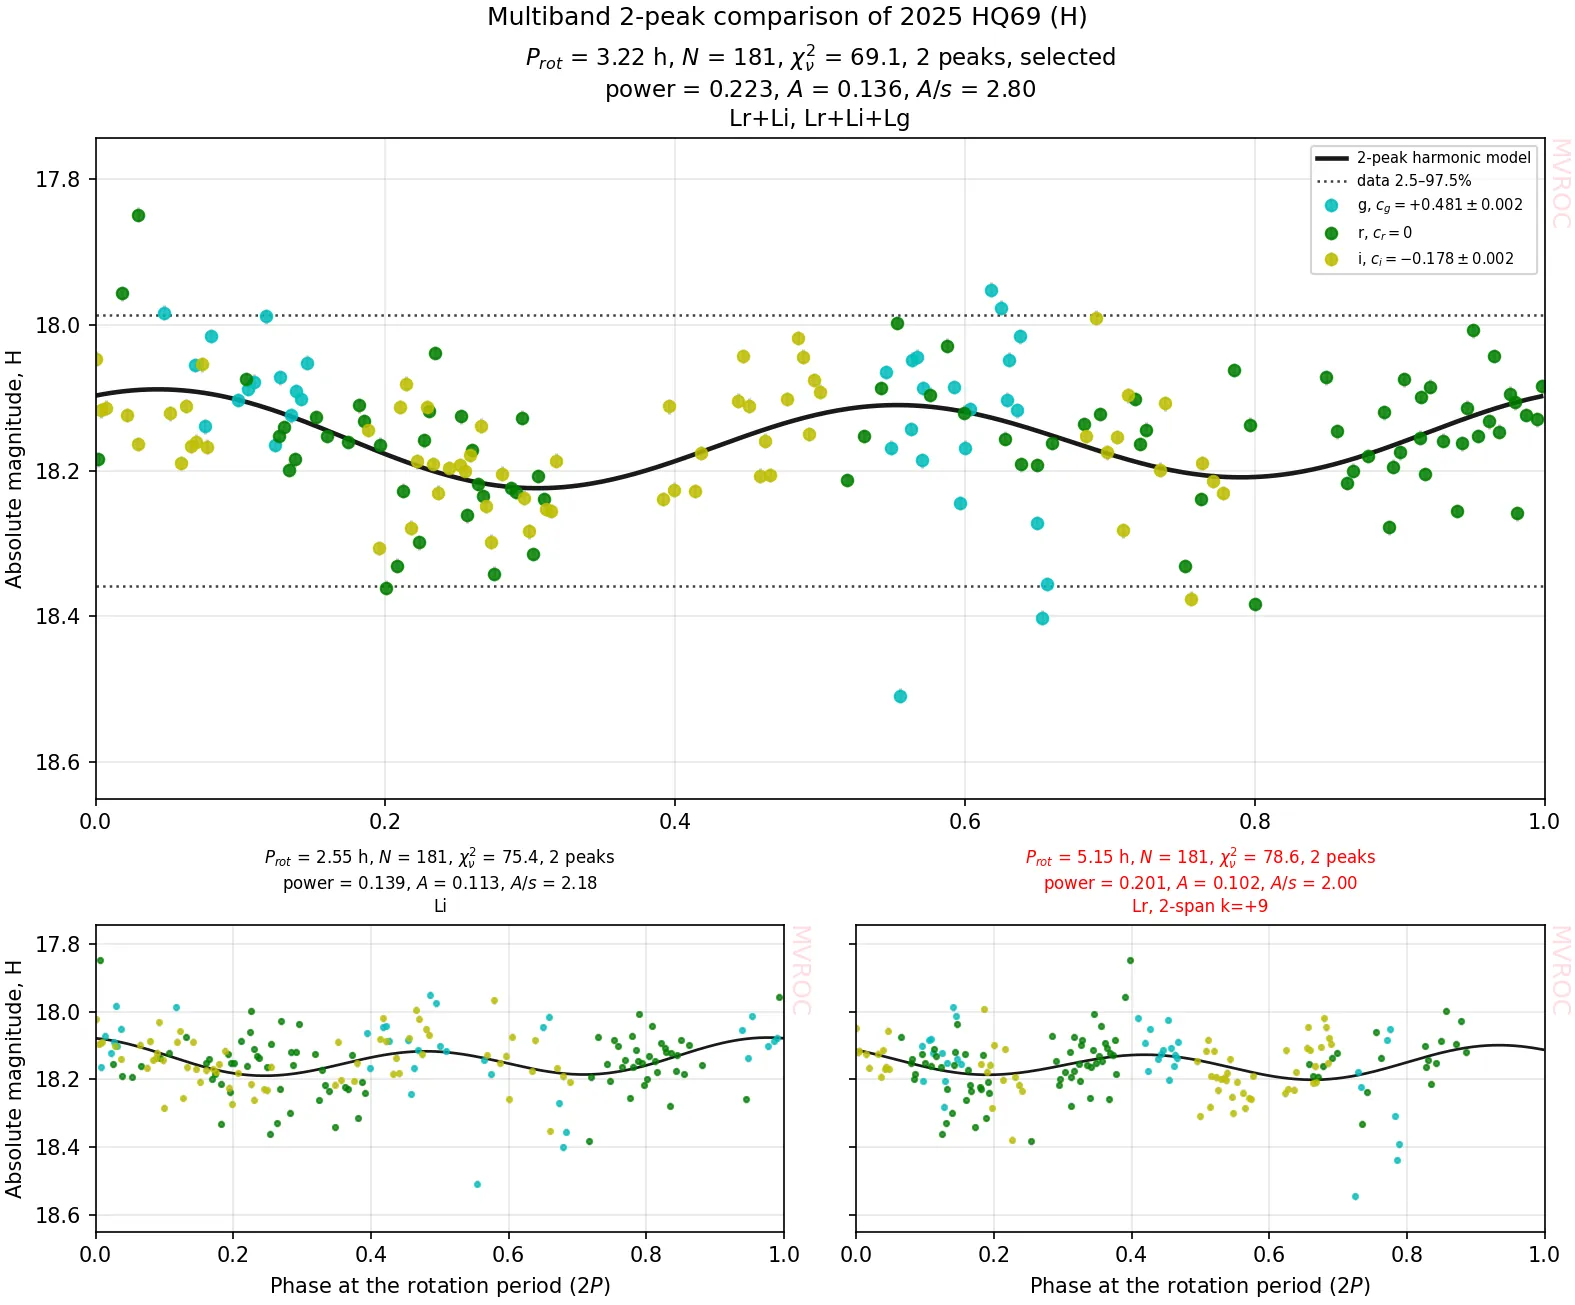 Multiband 2-peak comparison of 2025 HQ69 (H)
P_rot = 3.22 h, N = 181, χ²_ν = 69.1, 2 peaks, selected
power = 0.223, A = 0.136, A/s = 2.80
Lr+Li, Lr+Li+Lg
2-peak harmonic model
data 2.5–97.5%
g, c_g = +0.481 ± 0.002
r, c_r = 0
i, c_i = −0.178 ± 0.002
MVROC
Absolute magnitude, H
17.8
18.0
18.2
18.4
18.6
0.0 0.2 0.4 0.6 0.8 1.0
P_rot = 2.55 h, N = 181, χ²_ν = 75.4, 2 peaks
power = 0.139, A = 0.113, A/s = 2.18
Li
MVROC
Absolute magnitude, H
17.8
18.0
18.2
18.4
18.6
0.0 0.2 0.4 0.6 0.8 1.0
Phase at the rotation period (2P)
P_rot = 5.15 h, N = 181, χ²_ν = 78.6, 2 peaks
power = 0.201, A = 0.102, A/s = 2.00
Lr, 2-span k=+9
MVROC
0.0 0.2 0.4 0.6 0.8 1.0
Phase at the rotation period (2P)